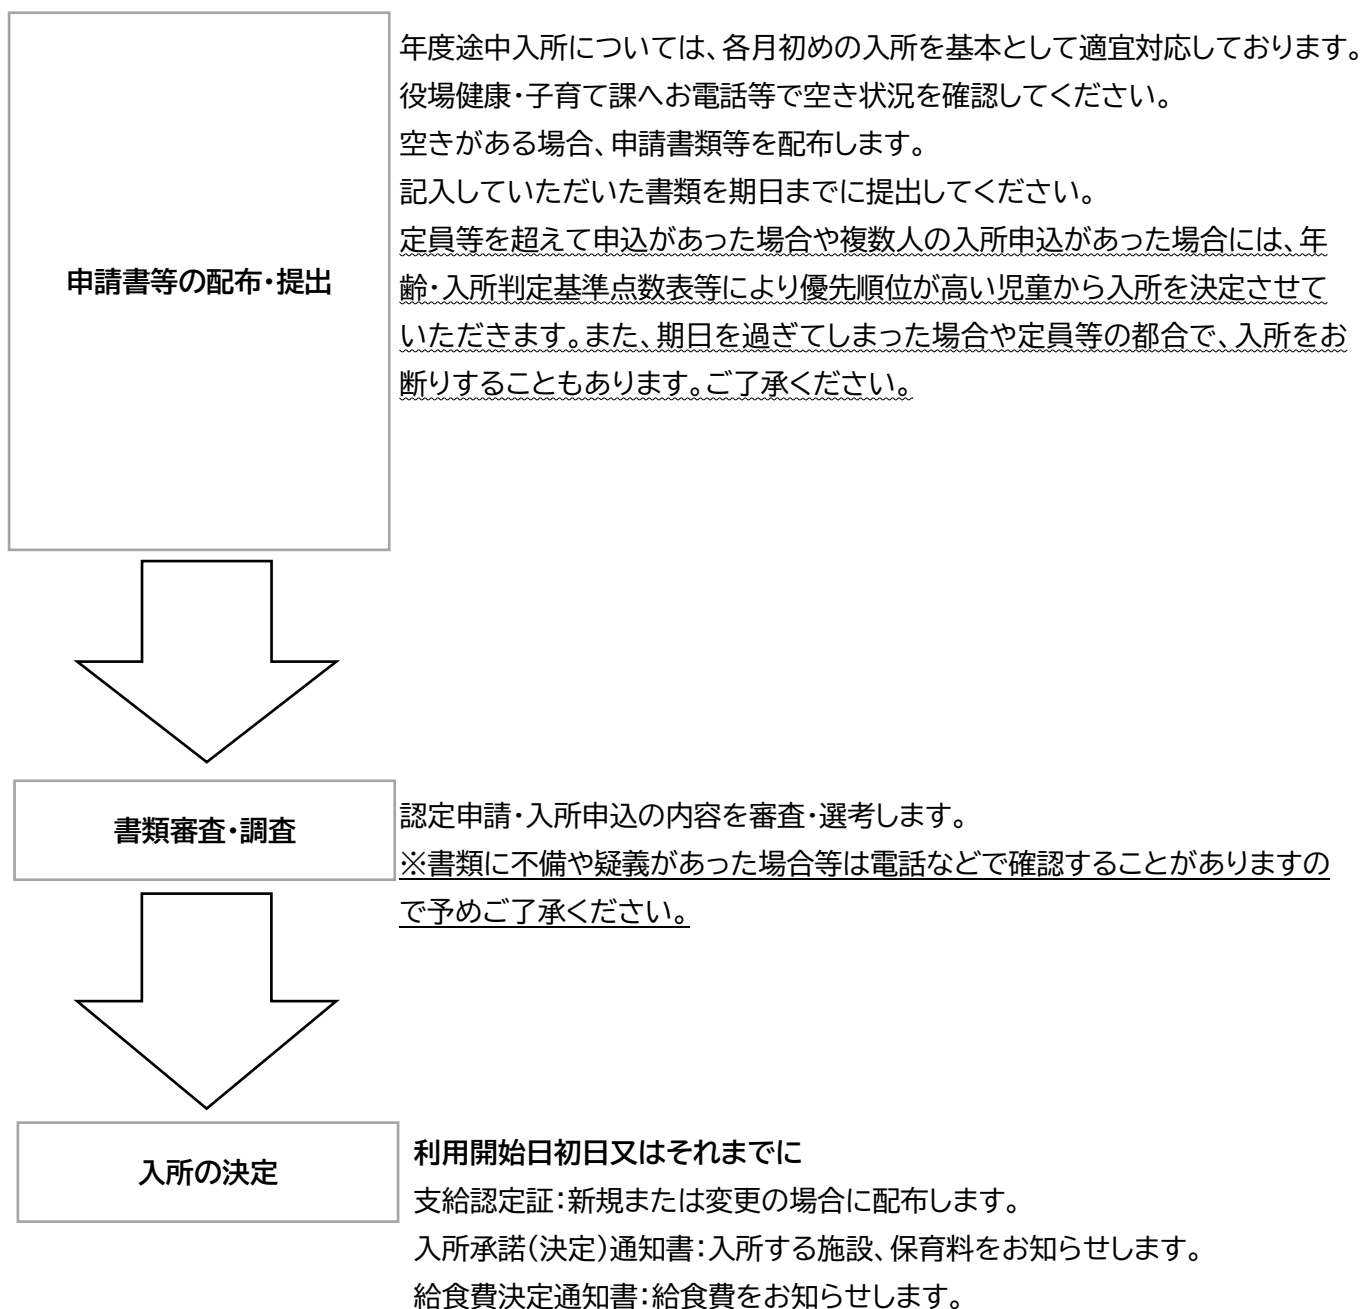 年度途中入所については、各月初めの入所を基本として適宜対応しております。
役場健康・子育て課へお電話等で空き状況を確認してください。
空きがある場合、申請書類等を配布します。
記入していただいた書類を期日までに提出してください。
定員等を超えて申込があった場合や複数人の入所申込があった場合には、年
申請書等の配布・提出
齢・入所判定基準点数表等により優先順位が高い児童から入所を決定させて
いただきます。また、期日を過ぎてしまった場合や定員等の都合で、入所をお
断りすることもあります。ご了承ください。
書類審査・調査
認定申請・入所申込の内容を審査・選考します。
※書類に不備や疑義があった場合等は電話などで確認することがありますの
で予めご了承ください。
入所の決定
利用開始日初日又はそれまでに
支給認定証：新規または変更の場合に配布します。
入所承諾（決定）通知書：入所する施設、保育料をお知らせします。
給食費決定通知書：給食費をお知らせします。